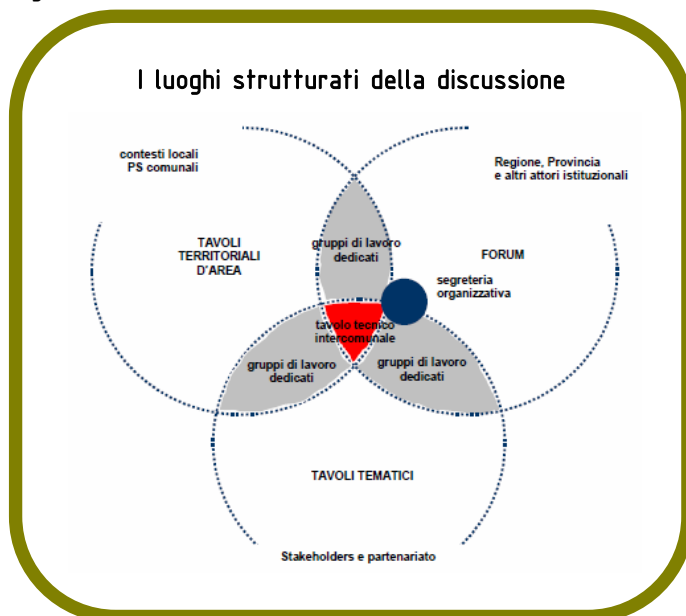 I luoghi strutturati della discussione
contesti locali
PS comunali
Regione, Provincia
e altri attori istituzionali
TAVOLI
TERRITORIALI
D'AREA
gruppi di lavoro
dedicati
FORUM
segreteria
organizzativa
tavolo tecnico
intercomunale
gruppi di lavoro
dedicati
gruppi di lavoro
dedicati
TAVOLI TEMATICI
Stakeholders e partenariato